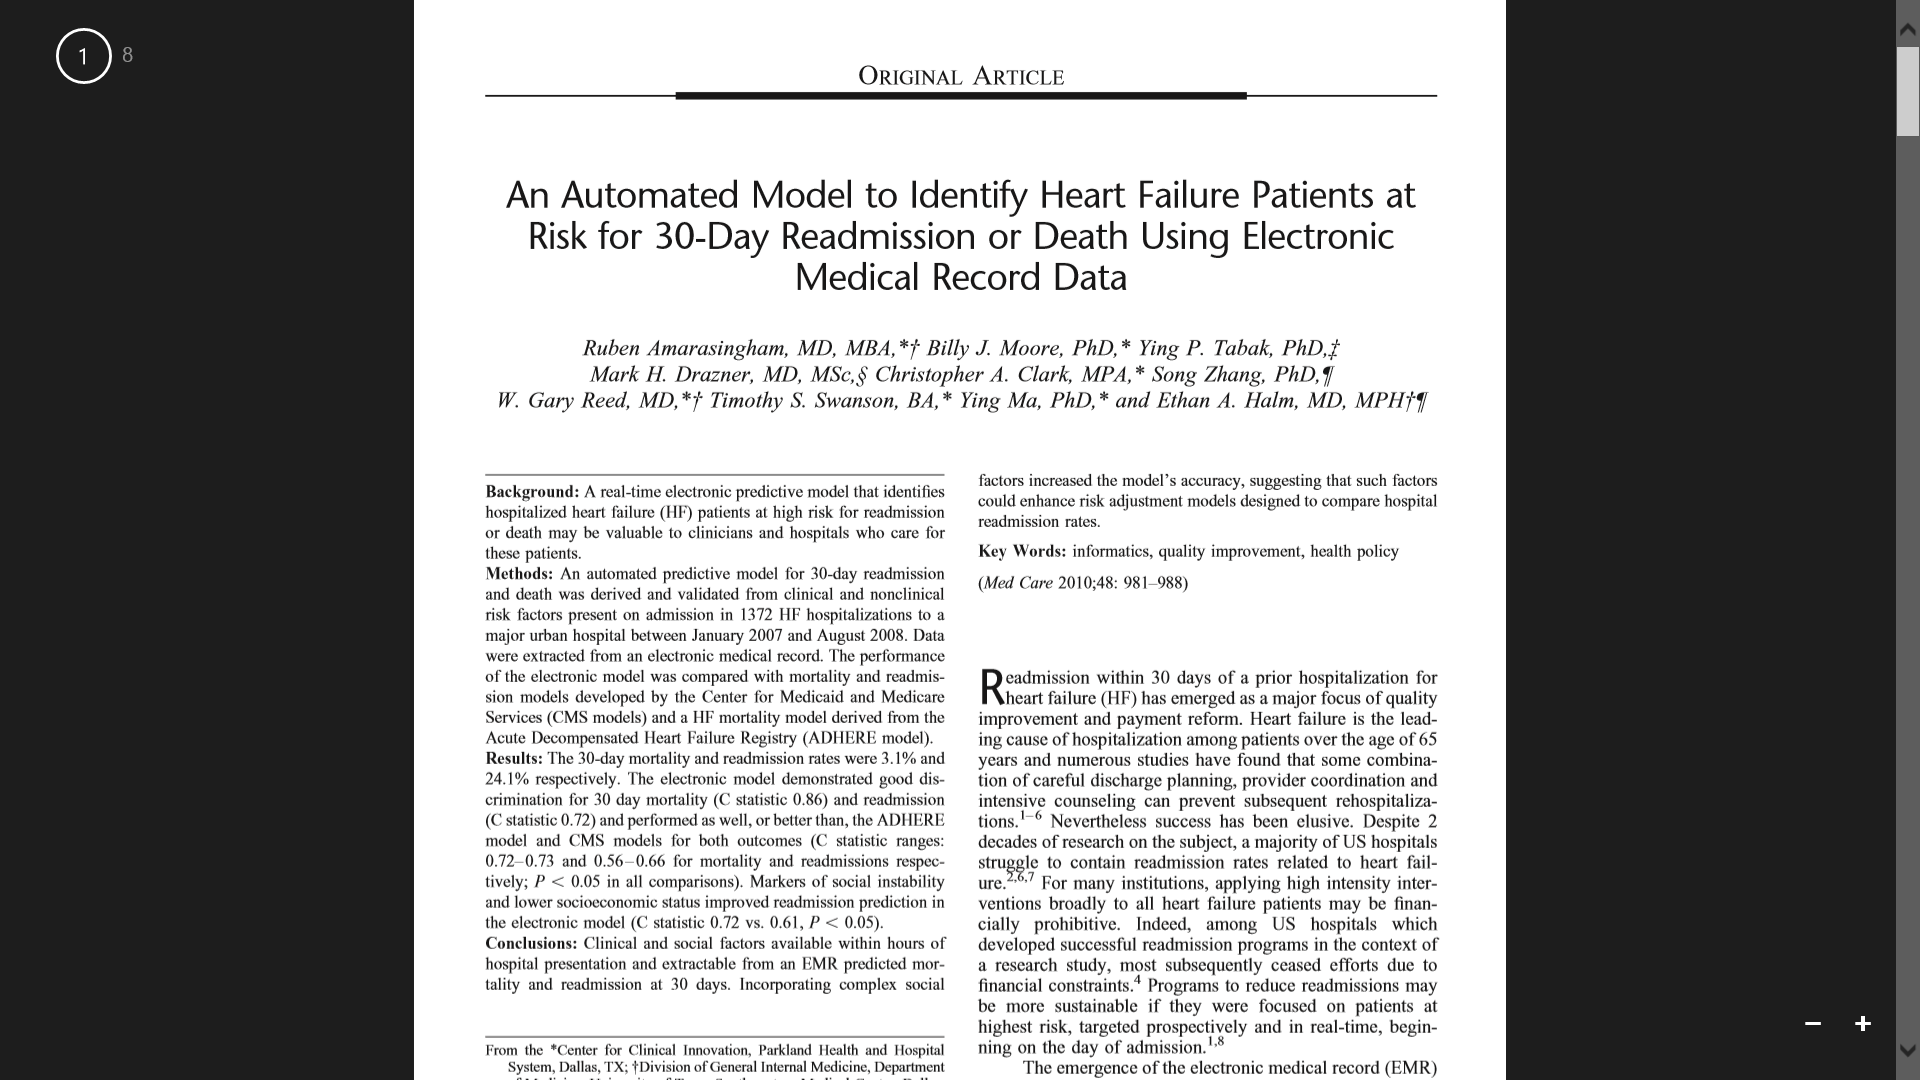 1 8
ORIGINAL ARTICLE
An Automated Model to Identify Heart Failure Patients at
Risk for 30-Day Readmission or Death Using Electronic
Medical Record Data
Ruben Amarasingham, MD, MBA,*† Billy J. Moore, PhD,* Ying P. Tabak, PhD,‡
Mark H. Drazner, MD, MSc,§ Christopher A. Clark, MPA,* Song Zhang, PhD,¶
W. Gary Reed, MD,*† Timothy S. Swanson, BA,* Ying Ma, PhD,* and Ethan A. Halm, MD, MPH†¶
Background: A real-time electronic predictive model that identifies
hospitalized heart failure (HF) patients at high risk for readmission
or death may be valuable to clinicians and hospitals who care for
these patients.
Methods: An automated predictive model for 30-day readmission
and death was derived and validated from clinical and nonclinical
risk factors present on admission in 1372 HF hospitalizations to a
major urban hospital between January 2007 and August 2008. Data
were extracted from an electronic medical record. The performance
of the electronic model was compared with mortality and readmis-
sion models developed by the Center for Medicaid and Medicare
Services (CMS models) and a HF mortality model derived from the
Acute Decompensated Heart Failure Registry (ADHERE model).
Results: The 30-day mortality and readmission rates were 3.1% and
24.1% respectively. The electronic model demonstrated good dis-
crimination for 30 day mortality (C statistic 0.86) and readmission
(C statistic 0.72) and performed as well, or better than, the ADHERE
model and CMS models for both outcomes (C statistic ranges:
0.72–0.73 and 0.56–0.66 for mortality and readmissions respec-
tively; P < 0.05 in all comparisons). Markers of social instability
and lower socioeconomic status improved readmission prediction in
the electronic model (C statistic 0.72 vs. 0.61, P < 0.05).
Conclusions: Clinical and social factors available within hours of
hospital presentation and extractable from an EMR predicted mor-
tality and readmission at 30 days. Incorporating complex social
From the *Center for Clinical Innovation, Parkland Health and Hospital
System, Dallas, TX; †Division of General Internal Medicine, Department
factors increased the model's accuracy, suggesting that such factors
could enhance risk adjustment models designed to compare hospital
readmission rates.
Key Words: informatics, quality improvement, health policy
(Med Care 2010;48: 981–988)
Readmission within 30 days of a prior hospitalization for
heart failure (HF) has emerged as a major focus of quality
improvement and payment reform. Heart failure is the lead-
ing cause of hospitalization among patients over the age of 65
years and numerous studies have found that some combina-
tion of careful discharge planning, provider coordination and
intensive counseling can prevent subsequent rehospitaliza-
tions.1–6 Nevertheless success has been elusive. Despite 2
decades of research on the subject, a majority of US hospitals
struggle to contain readmission rates related to heart fail-
ure.2,6,7 For many institutions, applying high intensity inter-
ventions broadly to all heart failure patients may be finan-
cially prohibitive. Indeed, among US hospitals which
developed successful readmission programs in the context of
a research study, most subsequently ceased efforts due to
financial constraints.4 Programs to reduce readmissions may
be more sustainable if they were focused on patients at
highest risk, targeted prospectively and in real-time, begin-
ning on the day of admission.1,8
The emergence of the electronic medical record (EMR)